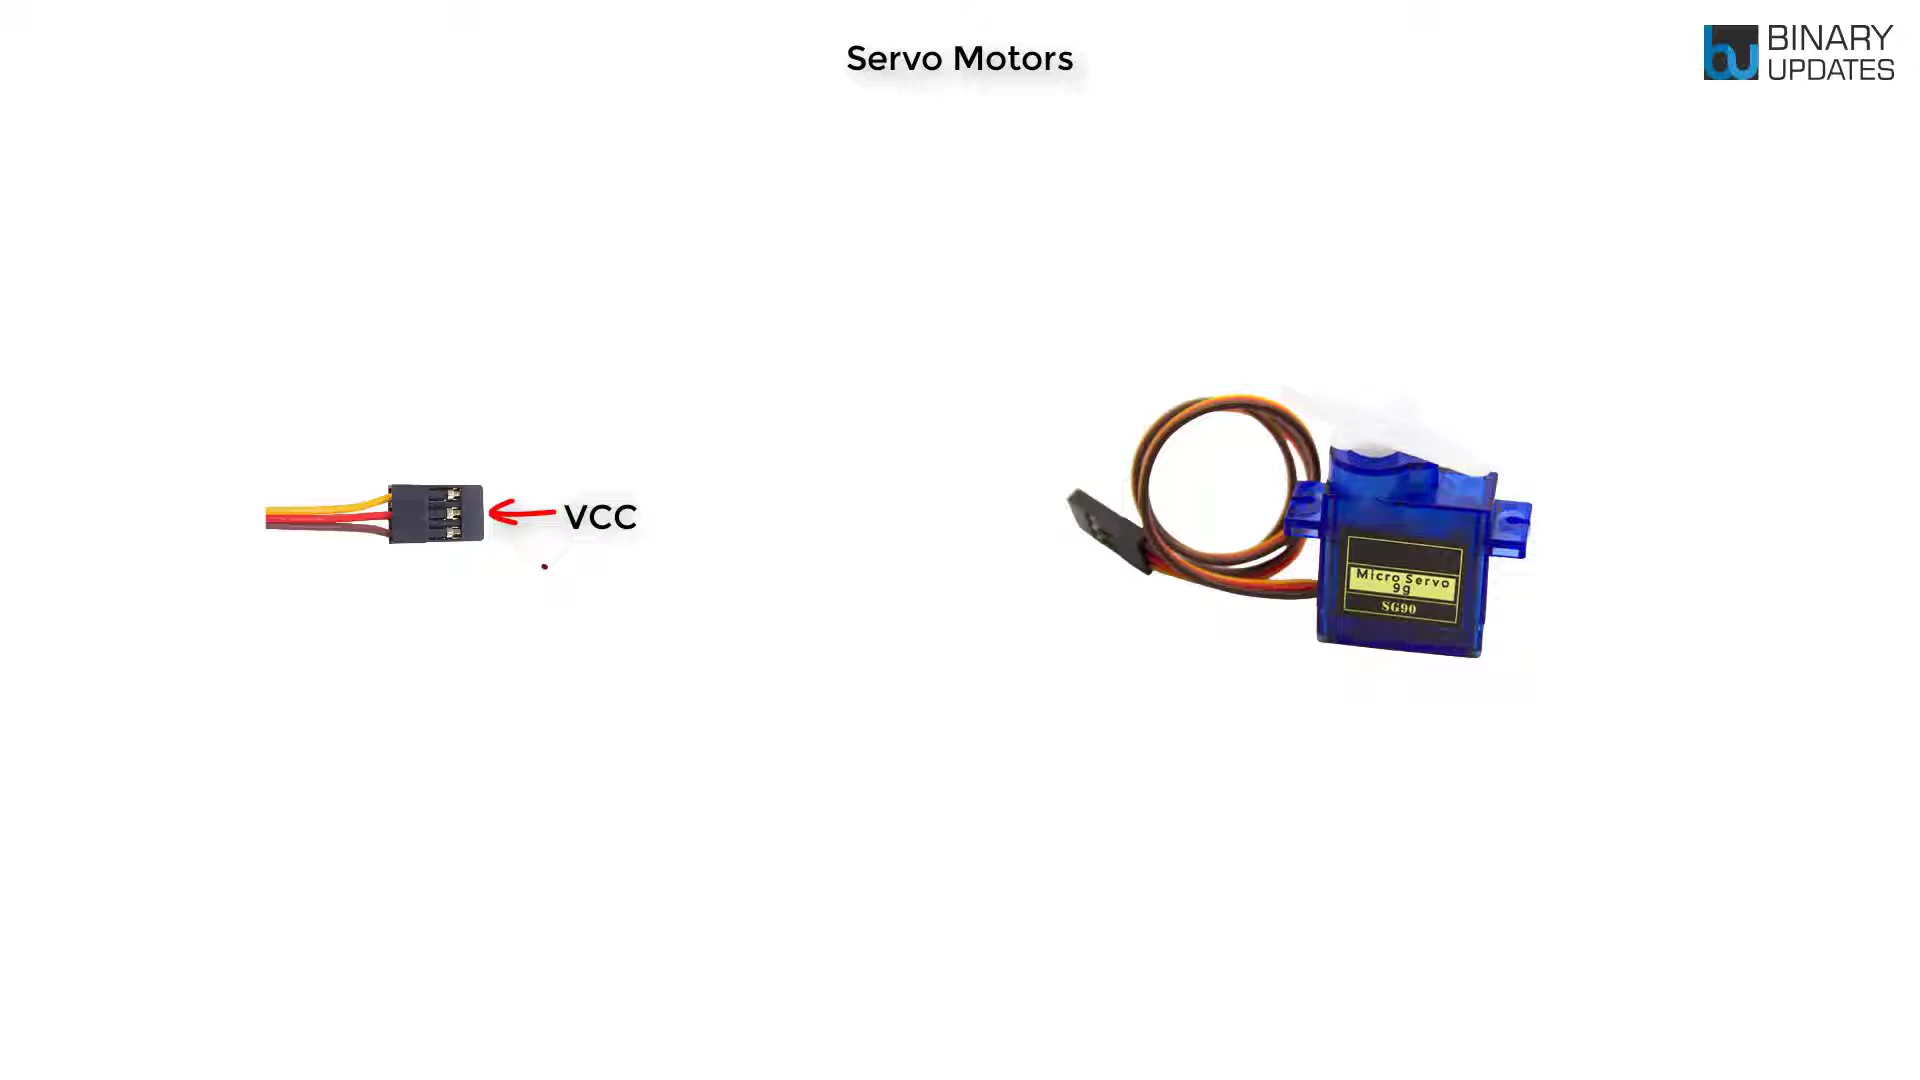 Servo Motors
BINARY
UPDATES
VCC
Micro Servo
9g
SG90